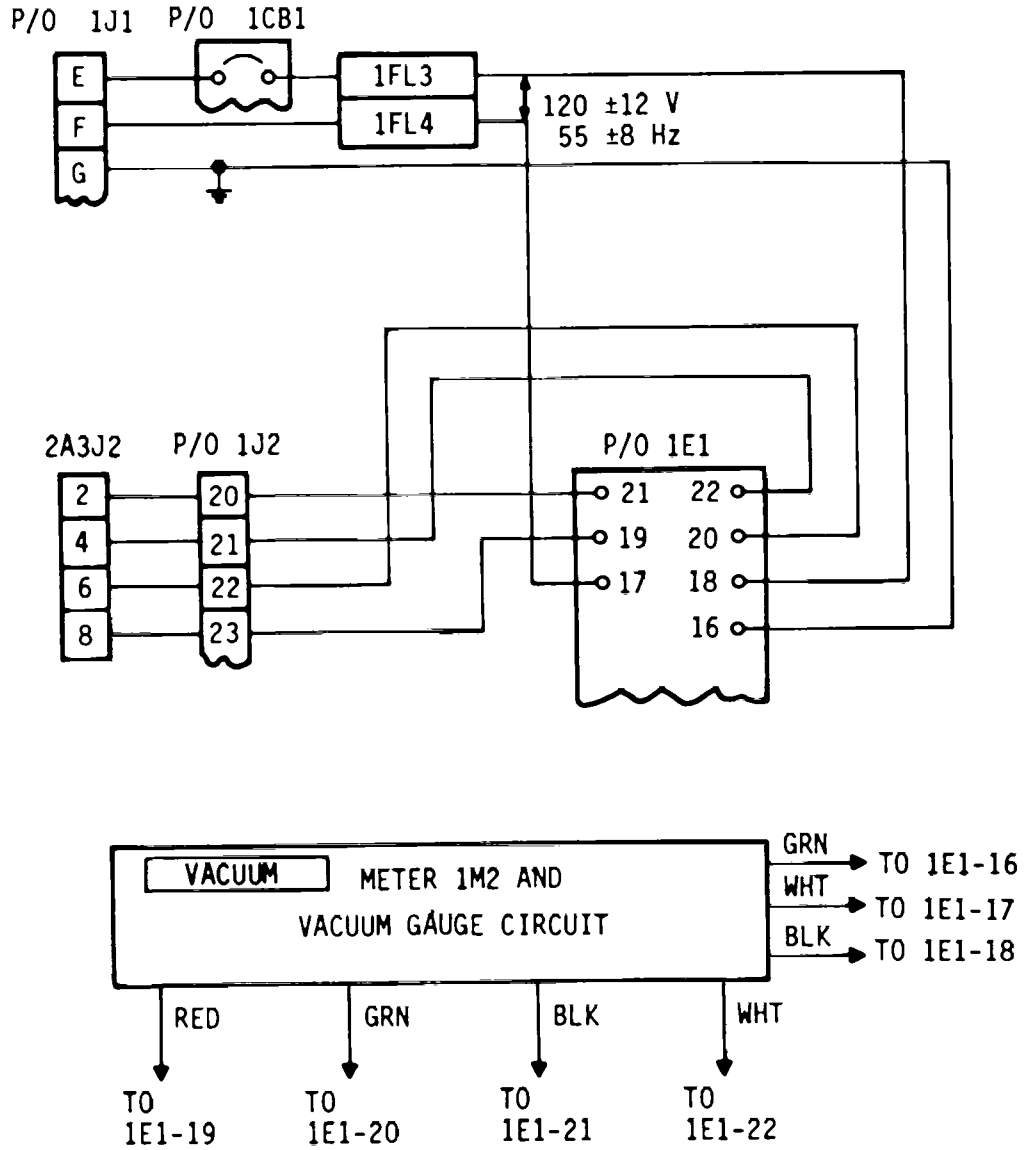 P/O 1J1 P/O 1CB1
E
1FL3
F
1FL4
120 ±12 V
55 ±8 Hz
G
2A3J2 P/O 1J2 P/O 1E1
2 20 21 22
4 21 19 20
6 22 17 18
8 23 16
VACUUM METER 1M2 AND
VACUUM GAUGE CIRCUIT
GRN TO 1E1-16
WHT TO 1E1-17
BLK TO 1E1-18
RED GRN BLK WHT
TO TO TO TO
1E1-19 1E1-20 1E1-21 1E1-22